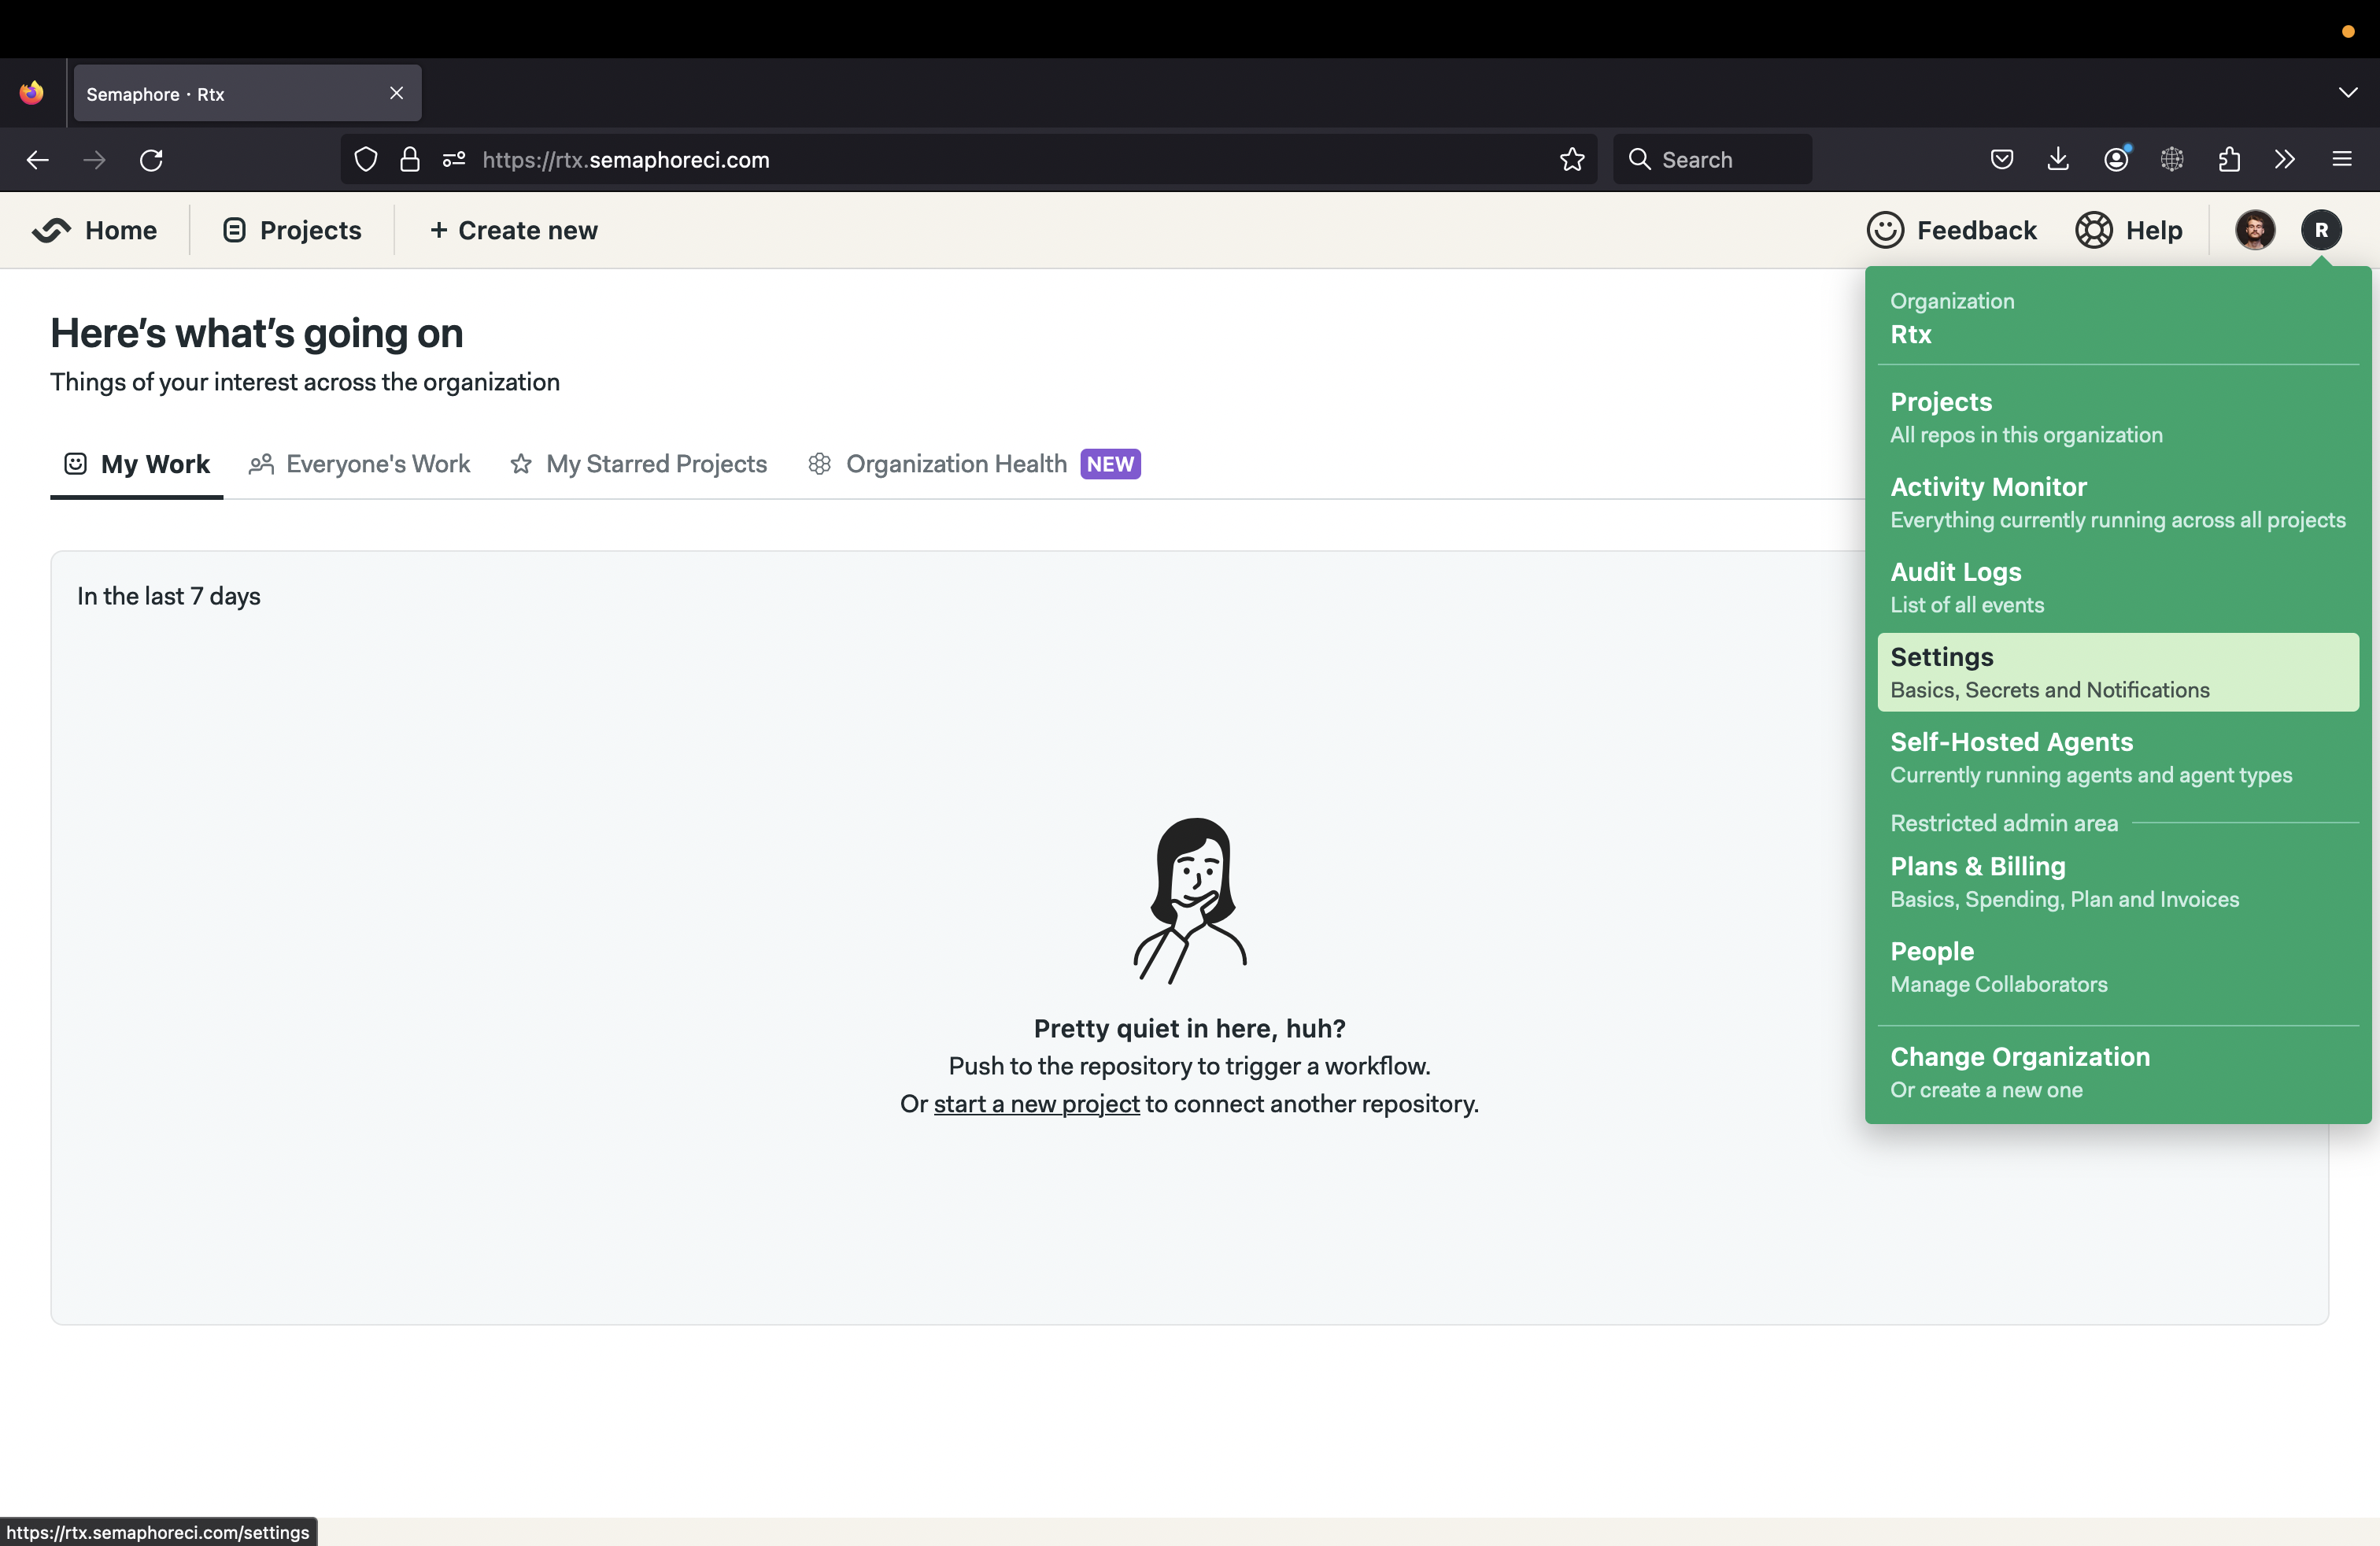 Semaphore · Rtx
https://rtx.semaphoreci.com
Search
Home
Projects
+ Create new
Feedback
Help
R
Here's what's going on
Things of your interest across the organization
My Work
Everyone's Work
My Starred Projects
Organization Health NEW
In the last 7 days
Pretty quiet in here, huh?
Push to the repository to trigger a workflow.
Or start a new project to connect another repository.
Organization
Rtx
Projects
All repos in this organization
Activity Monitor
Everything currently running across all projects
Audit Logs
List of all events
Settings
Basics, Secrets and Notifications
Self-Hosted Agents
Currently running agents and agent types
Restricted admin area
Plans & Billing
Basics, Spending, Plan and Invoices
People
Manage Collaborators
Change Organization
Or create a new one
https://rtx.semaphoreci.com/settings